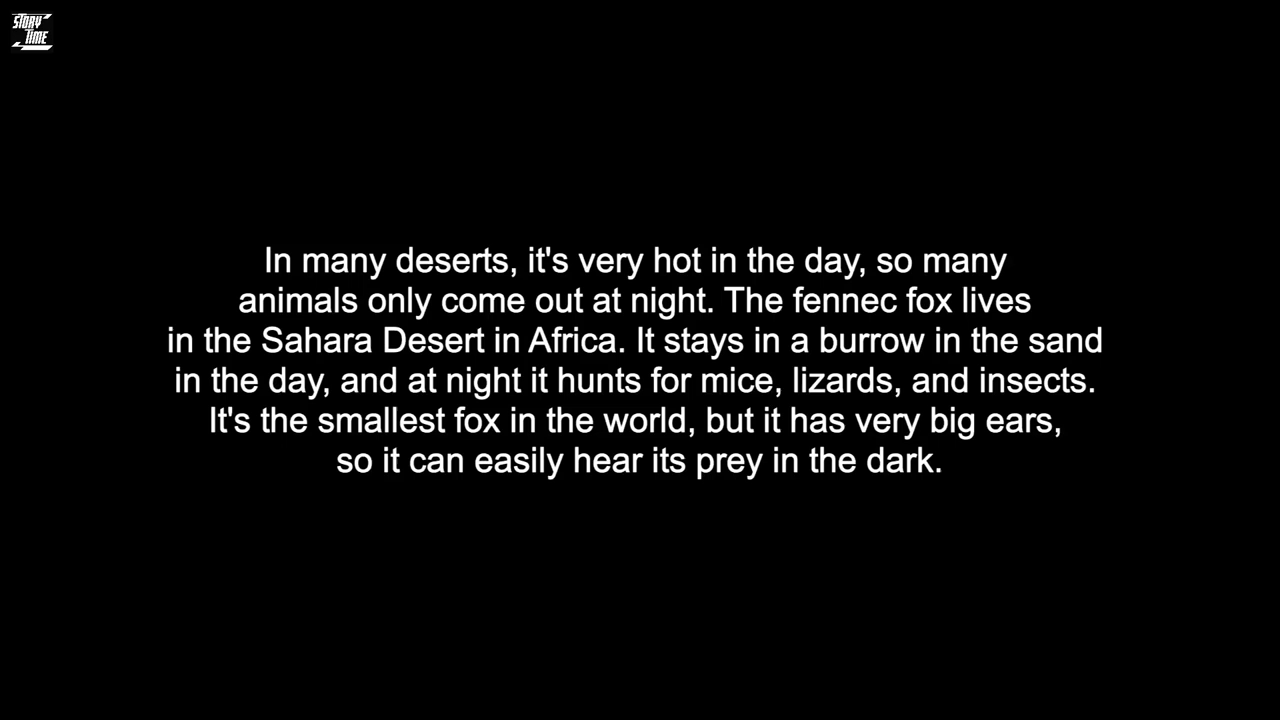 STORY
TIME
In many deserts, it's very hot in the day, so many
animals only come out at night. The fennec fox lives
in the Sahara Desert in Africa. It stays in a burrow in the sand
in the day, and at night it hunts for mice, lizards, and insects.
It's the smallest fox in the world, but it has very big ears,
so it can easily hear its prey in the dark.